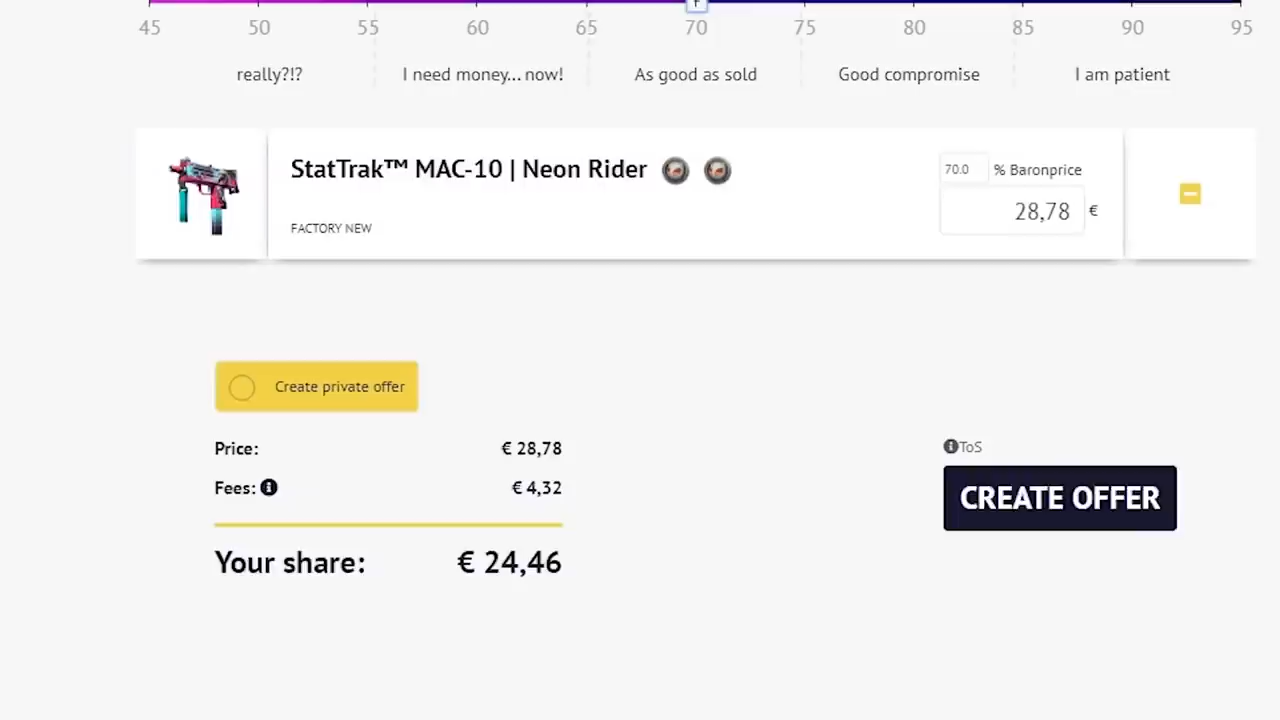 45 50 55 60 65 70 75 80 85 90 95
really?!? I need money... now! As good as sold Good compromise I am patient
StatTrak™ MAC-10 | Neon Rider
70.0 % Baronprice
28,78 €
FACTORY NEW
Create private offer
Price: € 28,78
ToS
Fees: € 4,32
CREATE OFFER
Your share: € 24,46